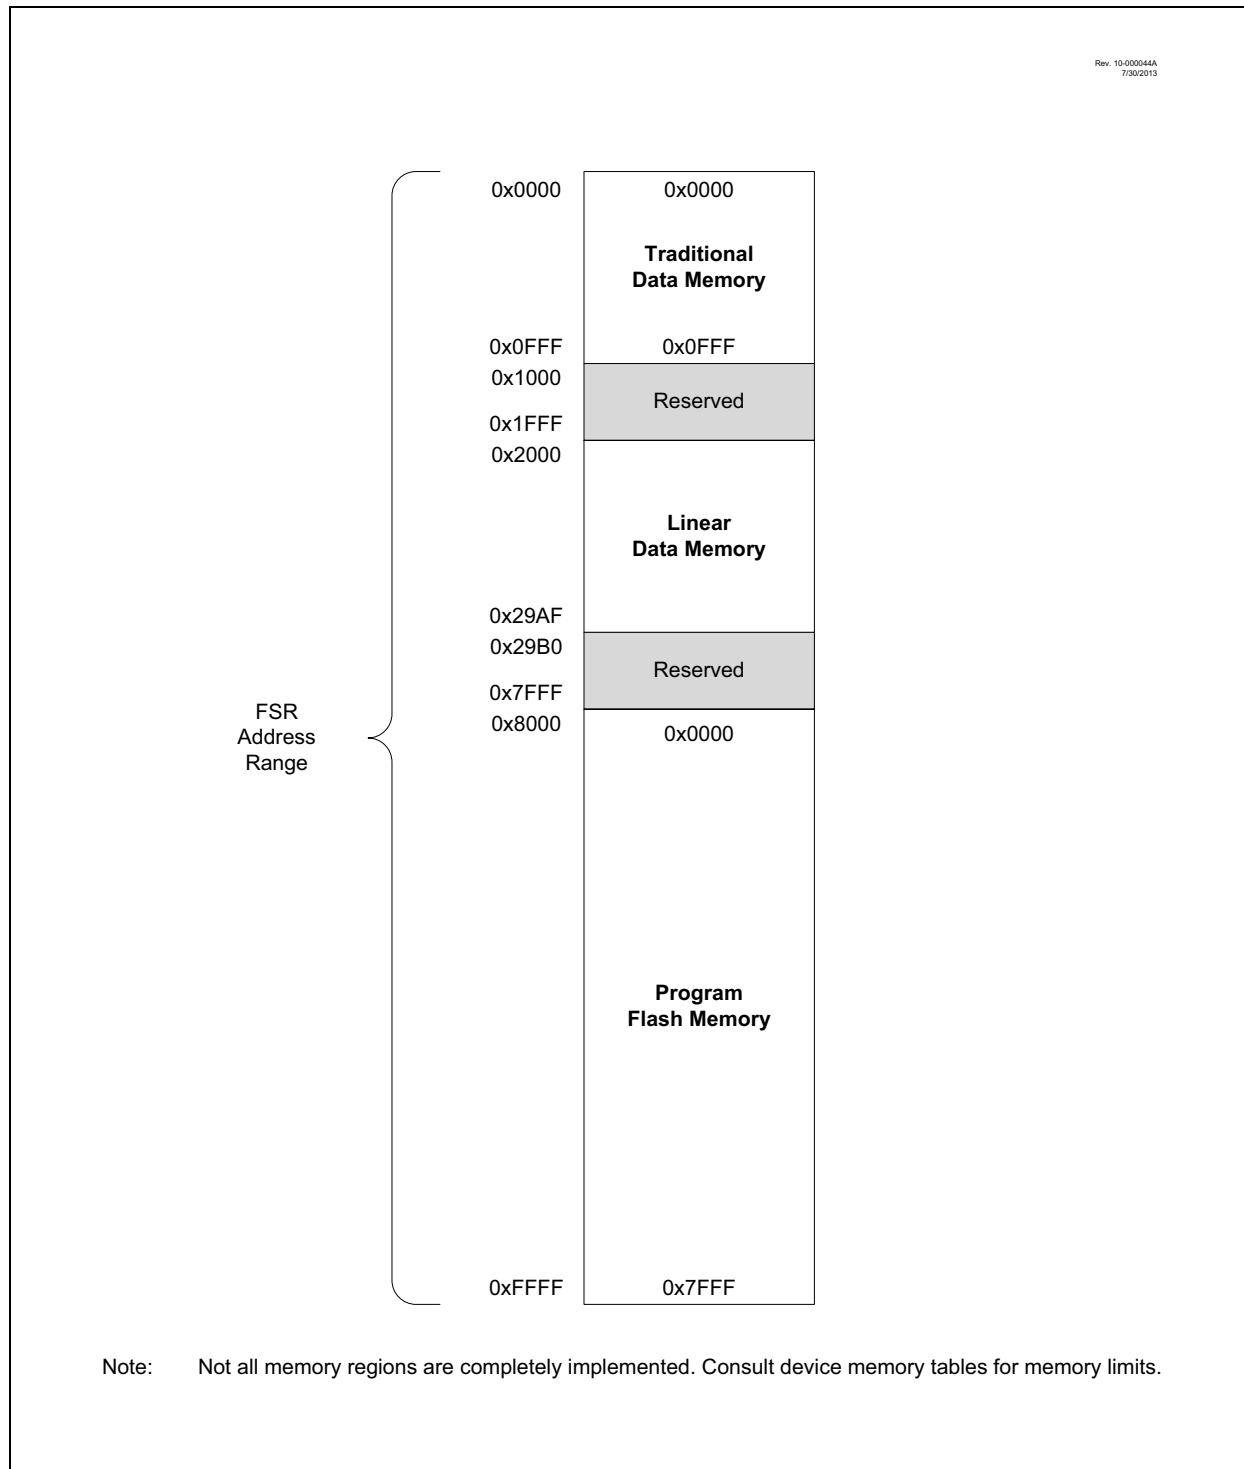 Rev. 10-000044A
7/30/2013
0x0000 0x0000
Traditional
Data Memory
0x0FFF 0x0FFF
0x1000
Reserved
0x1FFF
0x2000
Linear
Data Memory
0x29AF
0x29B0
Reserved
0x7FFF
0x8000 0x0000
FSR
Address
Range
Program
Flash Memory
0xFFFF 0x7FFF
Note: Not all memory regions are completely implemented. Consult device memory tables for memory limits.